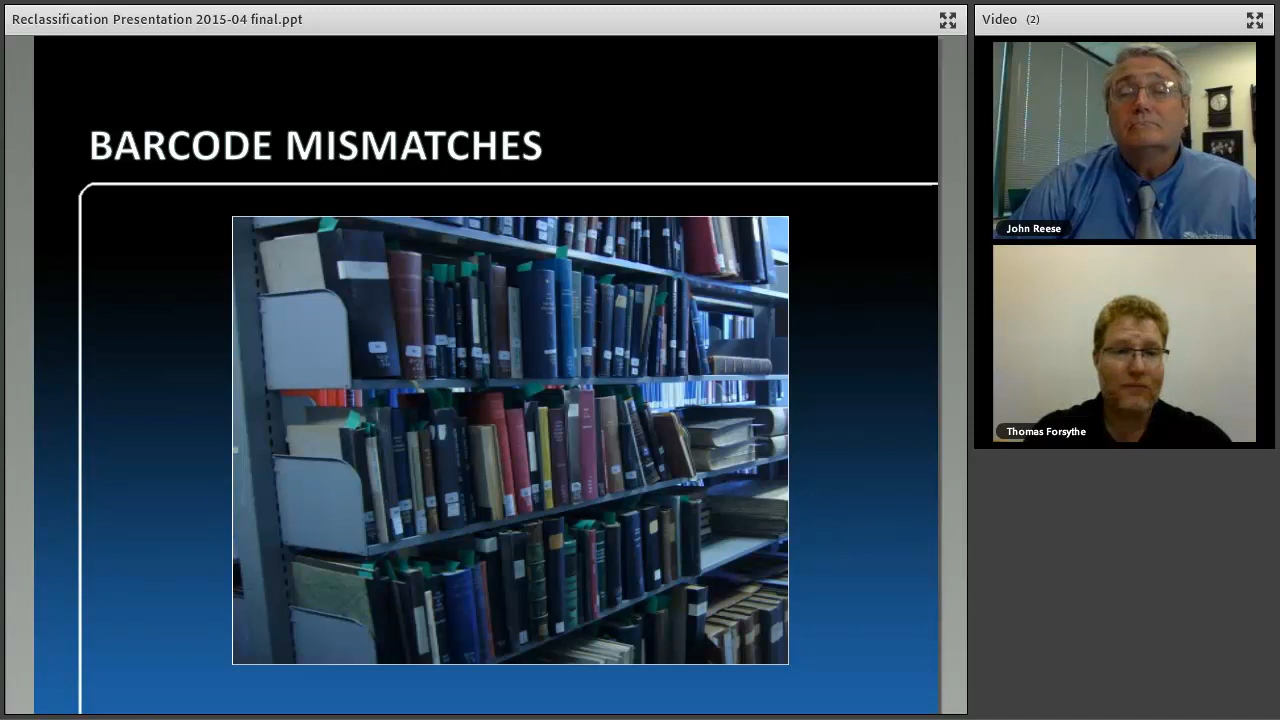 Reclassification Presentation 2015-04 final.ppt
BARCODE MISMATCHES
Video (2)
John Reese
Thomas Forsythe